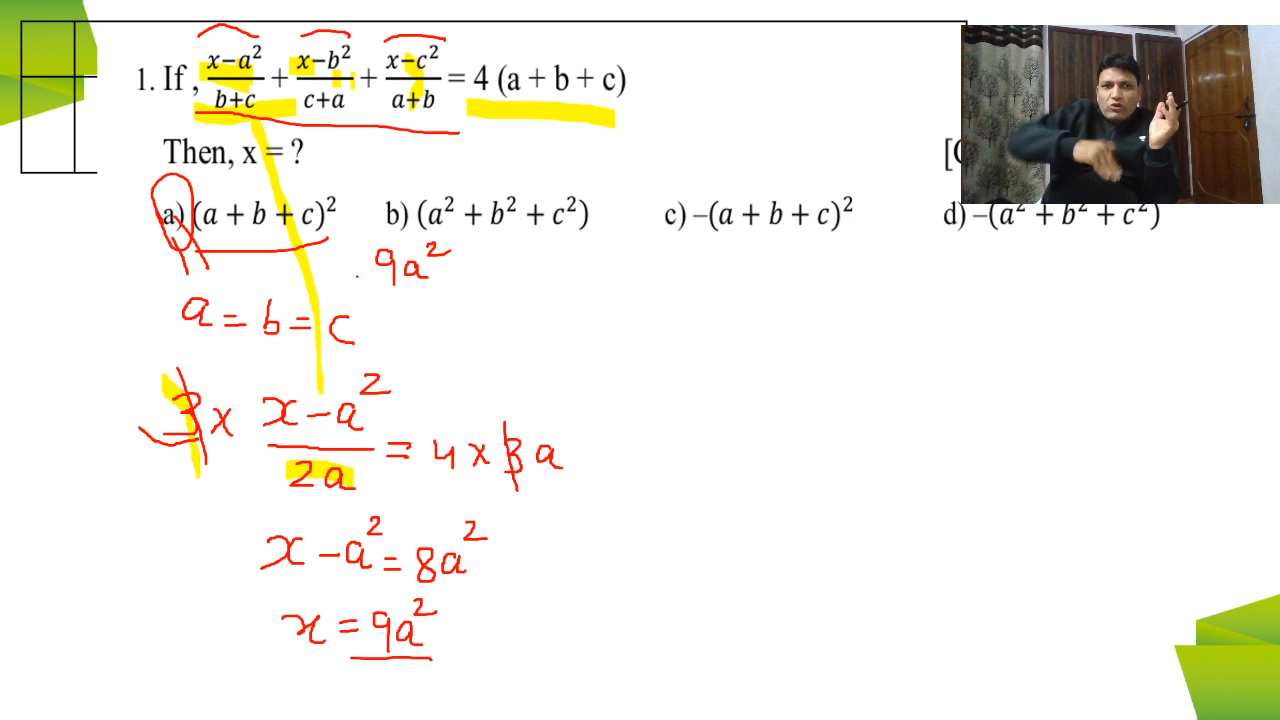 1. If , (x−a²)/(b+c) + (x−b²)/(c+a) + (x−c²)/(a+b) = 4 (a + b + c)
Then, x = ?
a) (a + b + c)² b) (a² + b² + c²) c) –(a + b + c)² d) –(a² + b² + c²)
9a²
a = b = c
3 x (x − a²)/(2a) = 4 x 3 a
x − a² = 8a²
x = 9a²